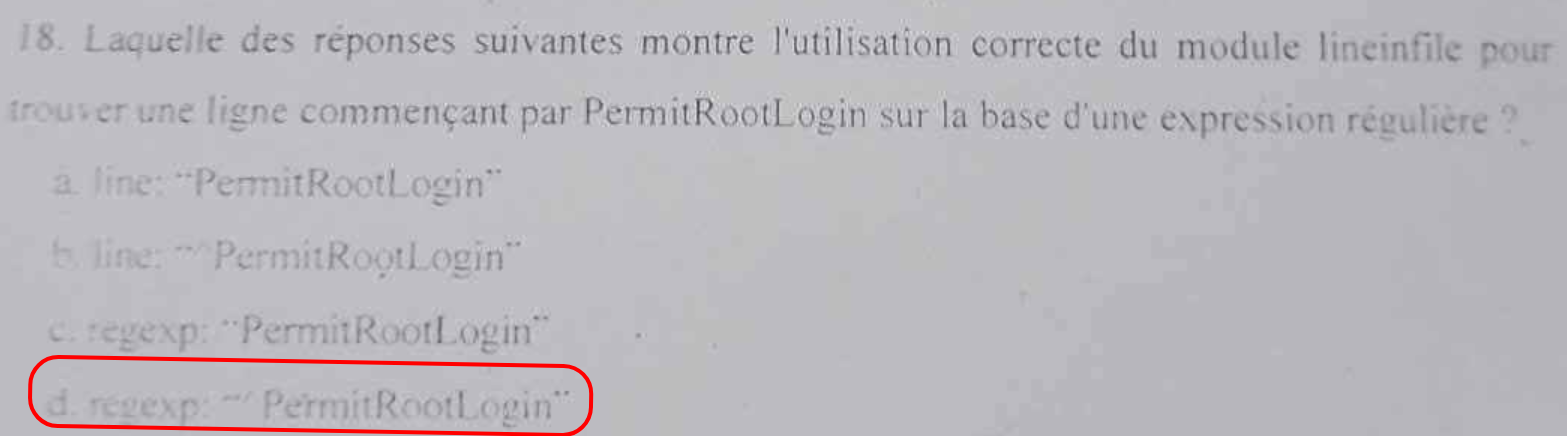 18. Laquelle des réponses suivantes montre l'utilisation correcte du module lineinfile pour
trouver une ligne commençant par PermitRootLogin sur la base d'une expression régulière ?
a. line: "PermitRootLogin"
b. line: "^PermitRootLogin"
c. regexp: "PermitRootLogin"
d. regexp: "^ PermitRootLogin"